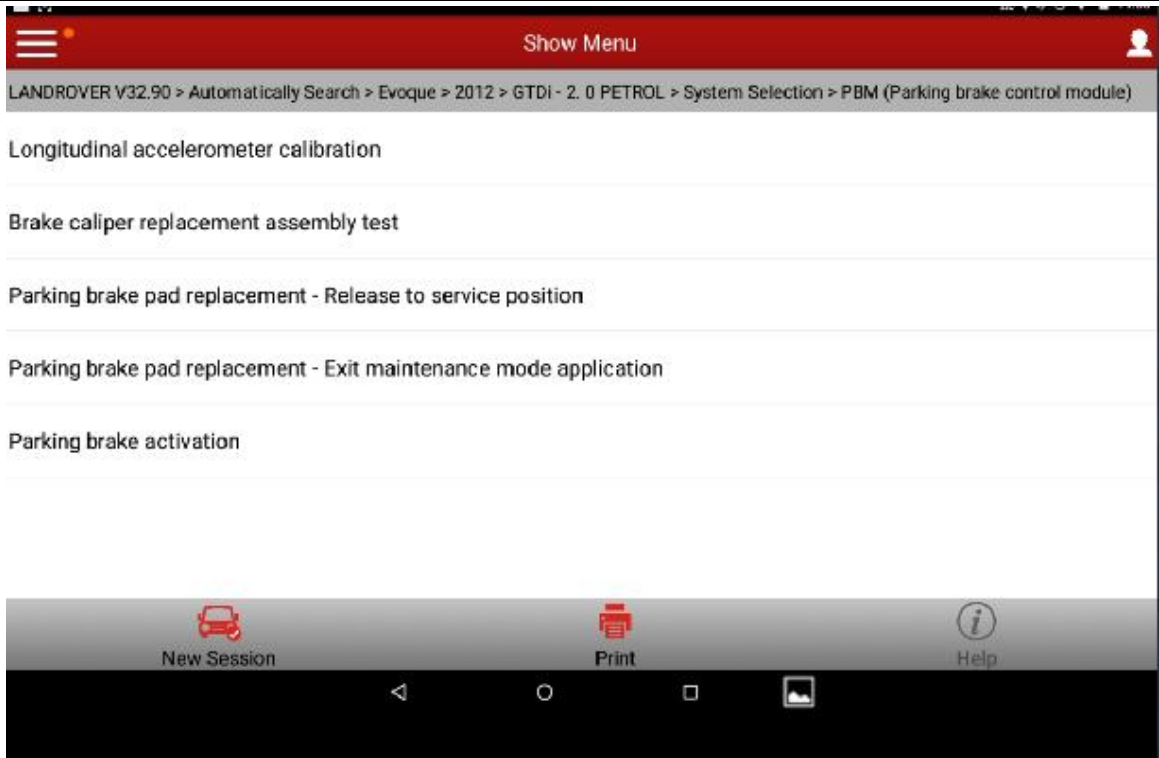 Show Menu
LANDROVER V32.90 > Automatically Search > Evoque > 2012 > GTDi - 2. 0 PETROL > System Selection > PBM (Parking brake control module)
Longitudinal accelerometer calibration
Brake caliper replacement assembly test
Parking brake pad replacement - Release to service position
Parking brake pad replacement - Exit maintenance mode application
Parking brake activation
New Session
Print
Help